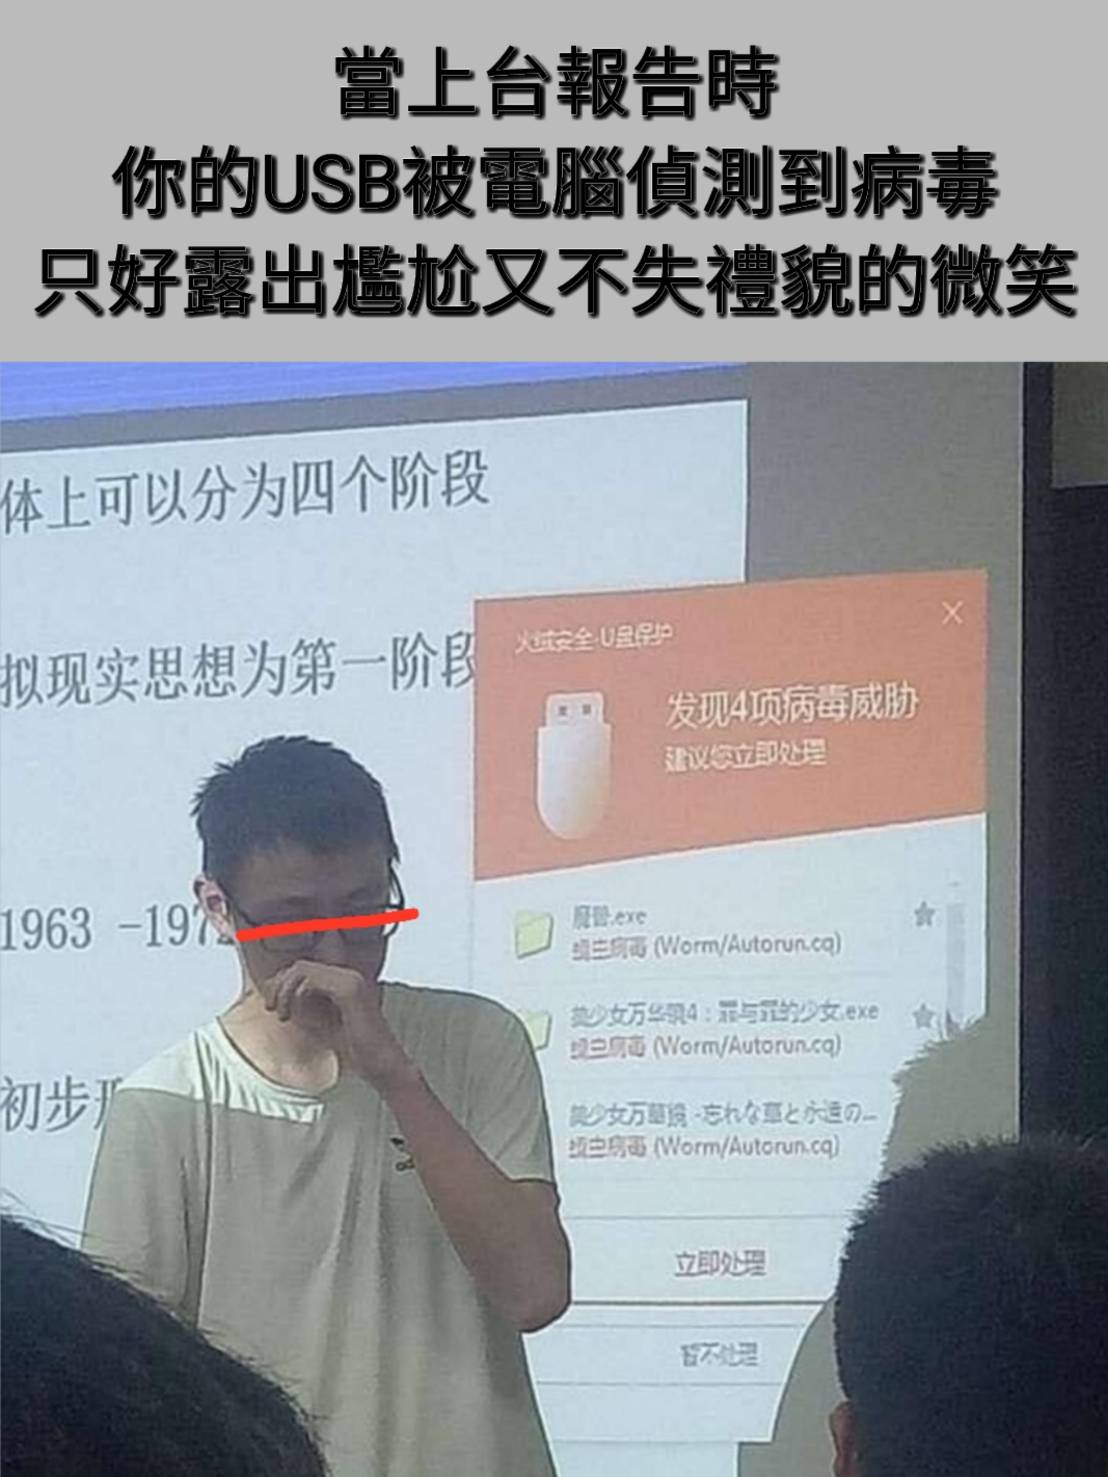 當上台報告時
你的USB被電腦偵測到病毒
只好露出尷尬又不失禮貌的微笑
体上可以分为四个阶段
拟现实思想为第一阶段
1963 -197
初步
火绒安全-U盘保护
发现4项病毒威胁
建议您立即处理
魔兽.exe
蠕虫病毒 (Worm/Autorun.cq)
美少女万华镜4：罪与罪的少女.exe
蠕虫病毒 (Worm/Autorun.cq)
美少女万華鏡 -忘れな草と永遠の...
蠕虫病毒 (Worm/Autorun.cq)
立即处理
暂不处理